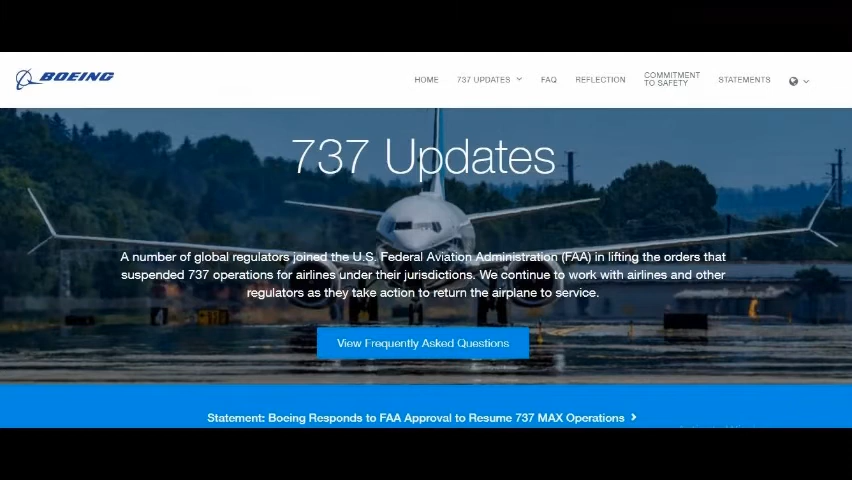 BOEING
HOME
737 UPDATES
FAQ
REFLECTION
COMMITMENT
TO SAFETY
STATEMENTS
737 Updates
A number of global regulators joined the U.S. Federal Aviation Administration (FAA) in lifting the orders that
suspended 737 operations for airlines under their jurisdictions. We continue to work with airlines and other
regulators as they take action to return the airplane to service.
View Frequently Asked Questions
Statement: Boeing Responds to FAA Approval to Resume 737 MAX Operations